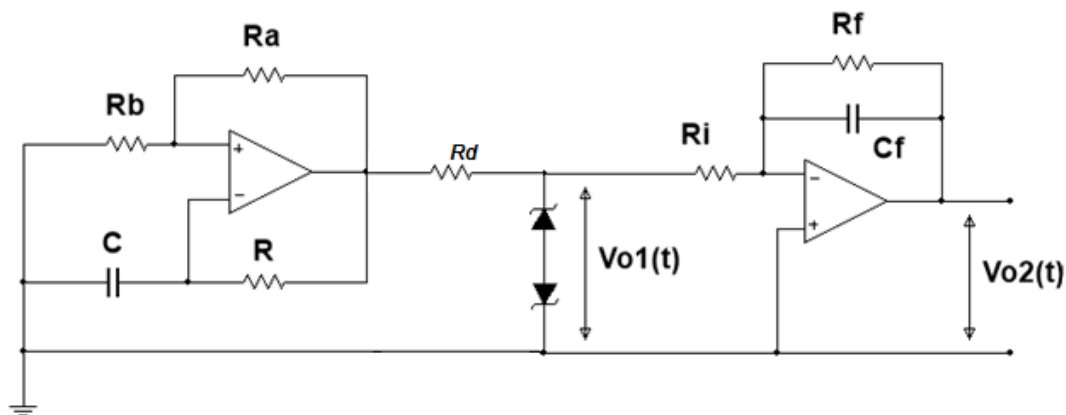 Ra
Rf
Rb
+
-
Rd
Ri
Cf
-
+
C
R
Vo1(t)
Vo2(t)